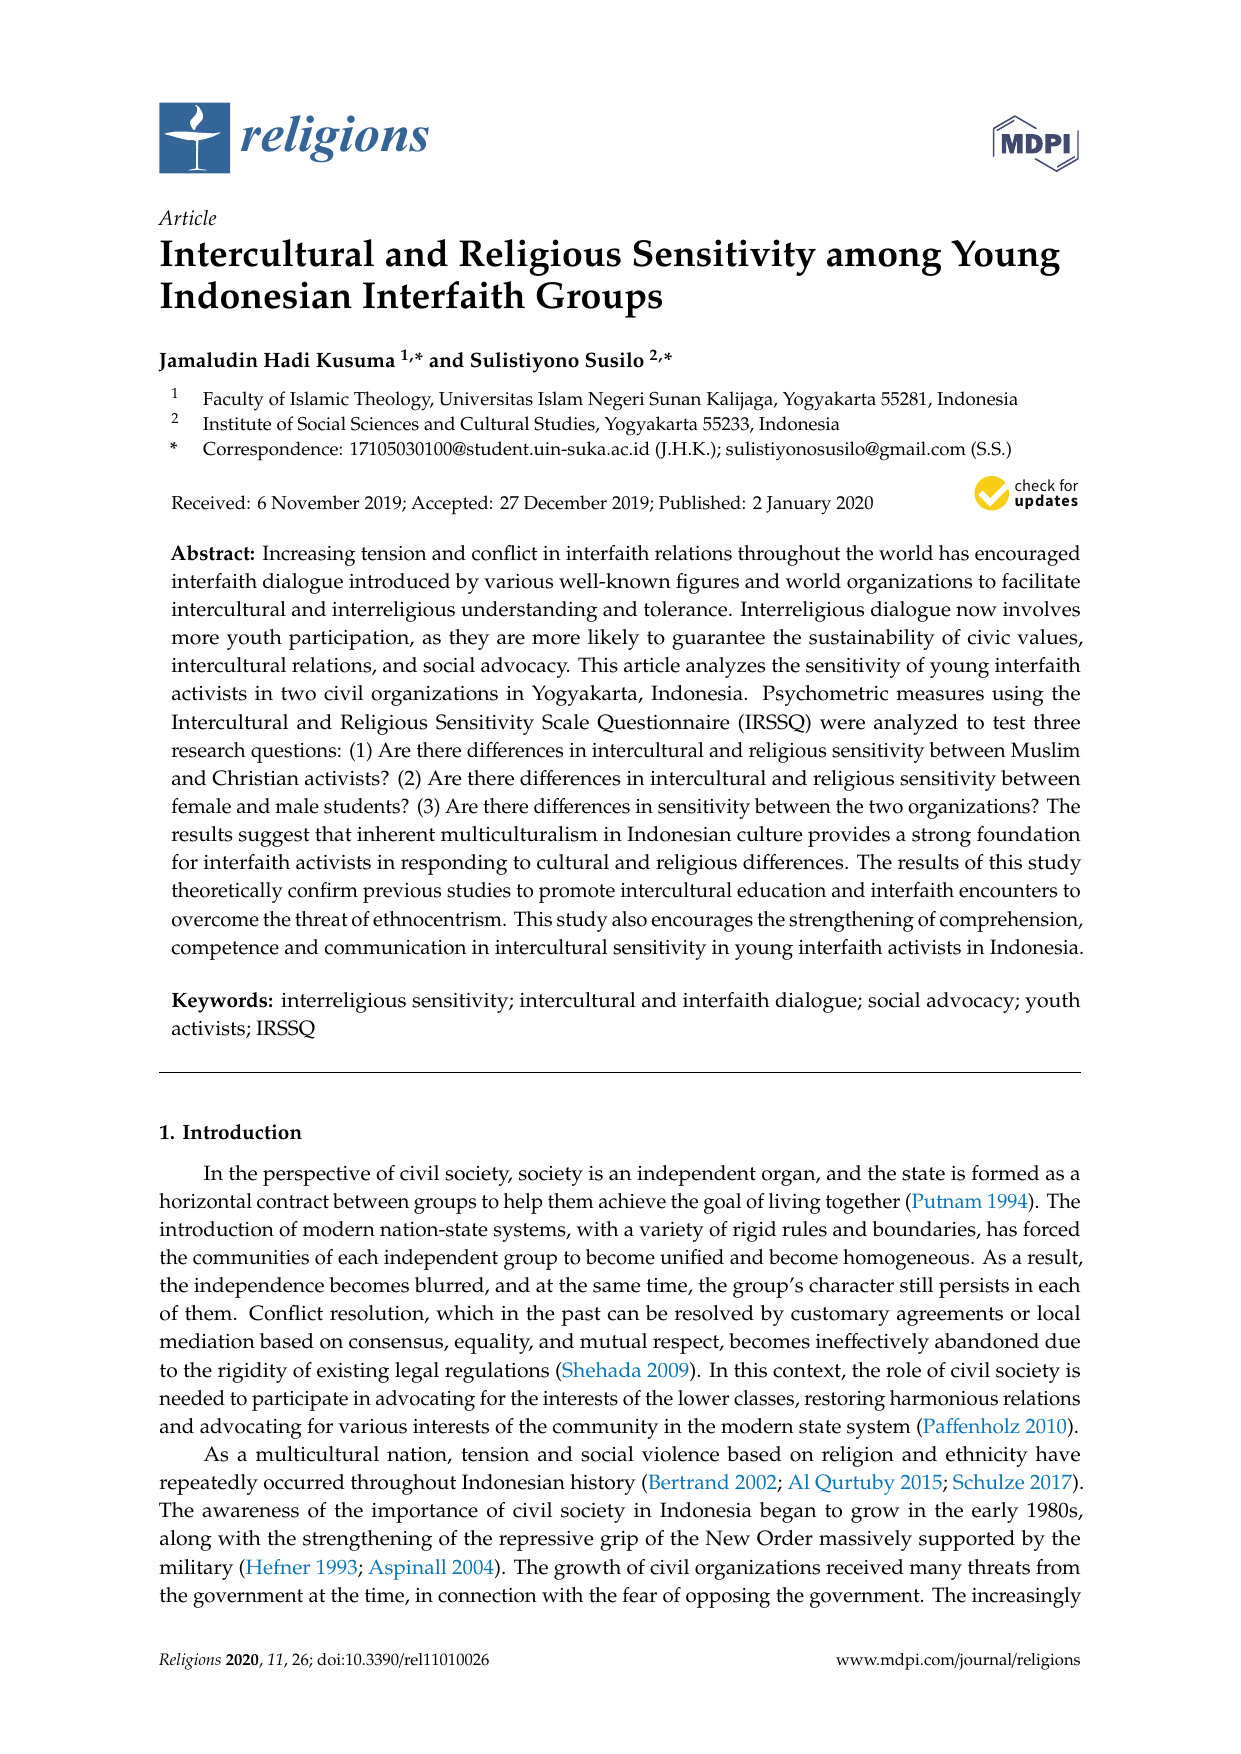 religions
MDPI
Article
Intercultural and Religious Sensitivity among Young
Indonesian Interfaith Groups
Jamaludin Hadi Kusuma 1,* and Sulistiyono Susilo 2,*
1 Faculty of Islamic Theology, Universitas Islam Negeri Sunan Kalijaga, Yogyakarta 55281, Indonesia
2 Institute of Social Sciences and Cultural Studies, Yogyakarta 55233, Indonesia
* Correspondence: 17105030100@student.uin-suka.ac.id (J.H.K.); sulistiyonosusilo@gmail.com (S.S.)
Received: 6 November 2019; Accepted: 27 December 2019; Published: 2 January 2020
check for
updates
Abstract: Increasing tension and conflict in interfaith relations throughout the world has encouraged
interfaith dialogue introduced by various well-known figures and world organizations to facilitate
intercultural and interreligious understanding and tolerance. Interreligious dialogue now involves
more youth participation, as they are more likely to guarantee the sustainability of civic values,
intercultural relations, and social advocacy. This article analyzes the sensitivity of young interfaith
activists in two civil organizations in Yogyakarta, Indonesia. Psychometric measures using the
Intercultural and Religious Sensitivity Scale Questionnaire (IRSSQ) were analyzed to test three
research questions: (1) Are there differences in intercultural and religious sensitivity between Muslim
and Christian activists? (2) Are there differences in intercultural and religious sensitivity between
female and male students? (3) Are there differences in sensitivity between the two organizations? The
results suggest that inherent multiculturalism in Indonesian culture provides a strong foundation
for interfaith activists in responding to cultural and religious differences. The results of this study
theoretically confirm previous studies to promote intercultural education and interfaith encounters to
overcome the threat of ethnocentrism. This study also encourages the strengthening of comprehension,
competence and communication in intercultural sensitivity in young interfaith activists in Indonesia.
Keywords: interreligious sensitivity; intercultural and interfaith dialogue; social advocacy; youth
activists; IRSSQ
1. Introduction
In the perspective of civil society, society is an independent organ, and the state is formed as a
horizontal contract between groups to help them achieve the goal of living together (Putnam 1994). The
introduction of modern nation-state systems, with a variety of rigid rules and boundaries, has forced
the communities of each independent group to become unified and become homogeneous. As a result,
the independence becomes blurred, and at the same time, the group's character still persists in each
of them. Conflict resolution, which in the past can be resolved by customary agreements or local
mediation based on consensus, equality, and mutual respect, becomes ineffectively abandoned due
to the rigidity of existing legal regulations (Shehada 2009). In this context, the role of civil society is
needed to participate in advocating for the interests of the lower classes, restoring harmonious relations
and advocating for various interests of the community in the modern state system (Paffenholz 2010).
As a multicultural nation, tension and social violence based on religion and ethnicity have
repeatedly occurred throughout Indonesian history (Bertrand 2002; Al Qurtuby 2015; Schulze 2017).
The awareness of the importance of civil society in Indonesia began to grow in the early 1980s,
along with the strengthening of the repressive grip of the New Order massively supported by the
military (Hefner 1993; Aspinall 2004). The growth of civil organizations received many threats from
the government at the time, in connection with the fear of opposing the government. The increasingly
Religions 2020, 11, 26; doi:10.3390/rel11010026
www.mdpi.com/journal/religions